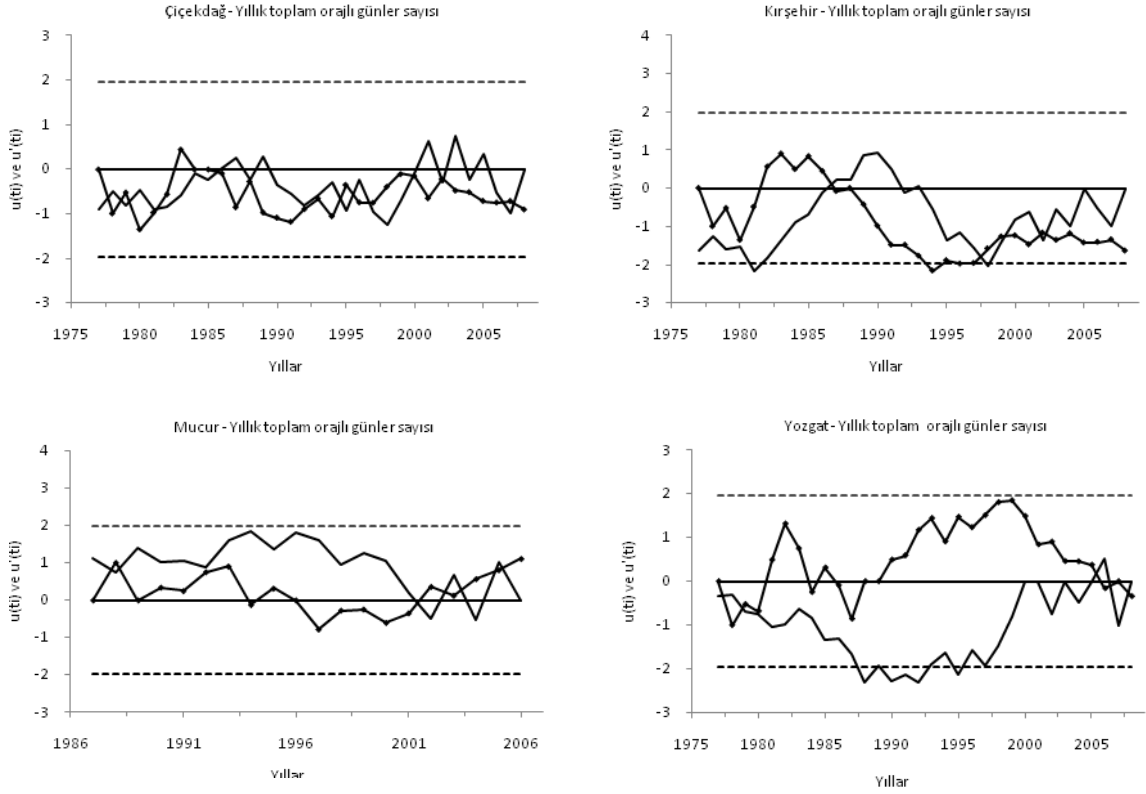 Çiçekdağ - Yıllık toplam orajlı günler sayısı
3
2
1
0
-1
-2
-3
u(ti) ve u'(ti)
1975 1980 1985 1990 1995 2000 2005
Yıllar
Kırşehir - Yıllık toplam orajlı günler sayısı
4
3
2
1
0
-1
-2
-3
u(ti) ve u'(ti)
1975 1980 1985 1990 1995 2000 2005
Yıllar
Mucur - Yıllık toplam orajlı günler sayısı
4
3
2
1
0
-1
-2
-3
u(ti) ve u'(ti)
1986 1991 1996 2001 2006
Yıllar
Yozgat - Yıllık toplam orajlı günler sayısı
3
2
1
0
-1
-2
-3
u(ti) ve u'(ti)
1975 1980 1985 1990 1995 2000 2005
Yıllar